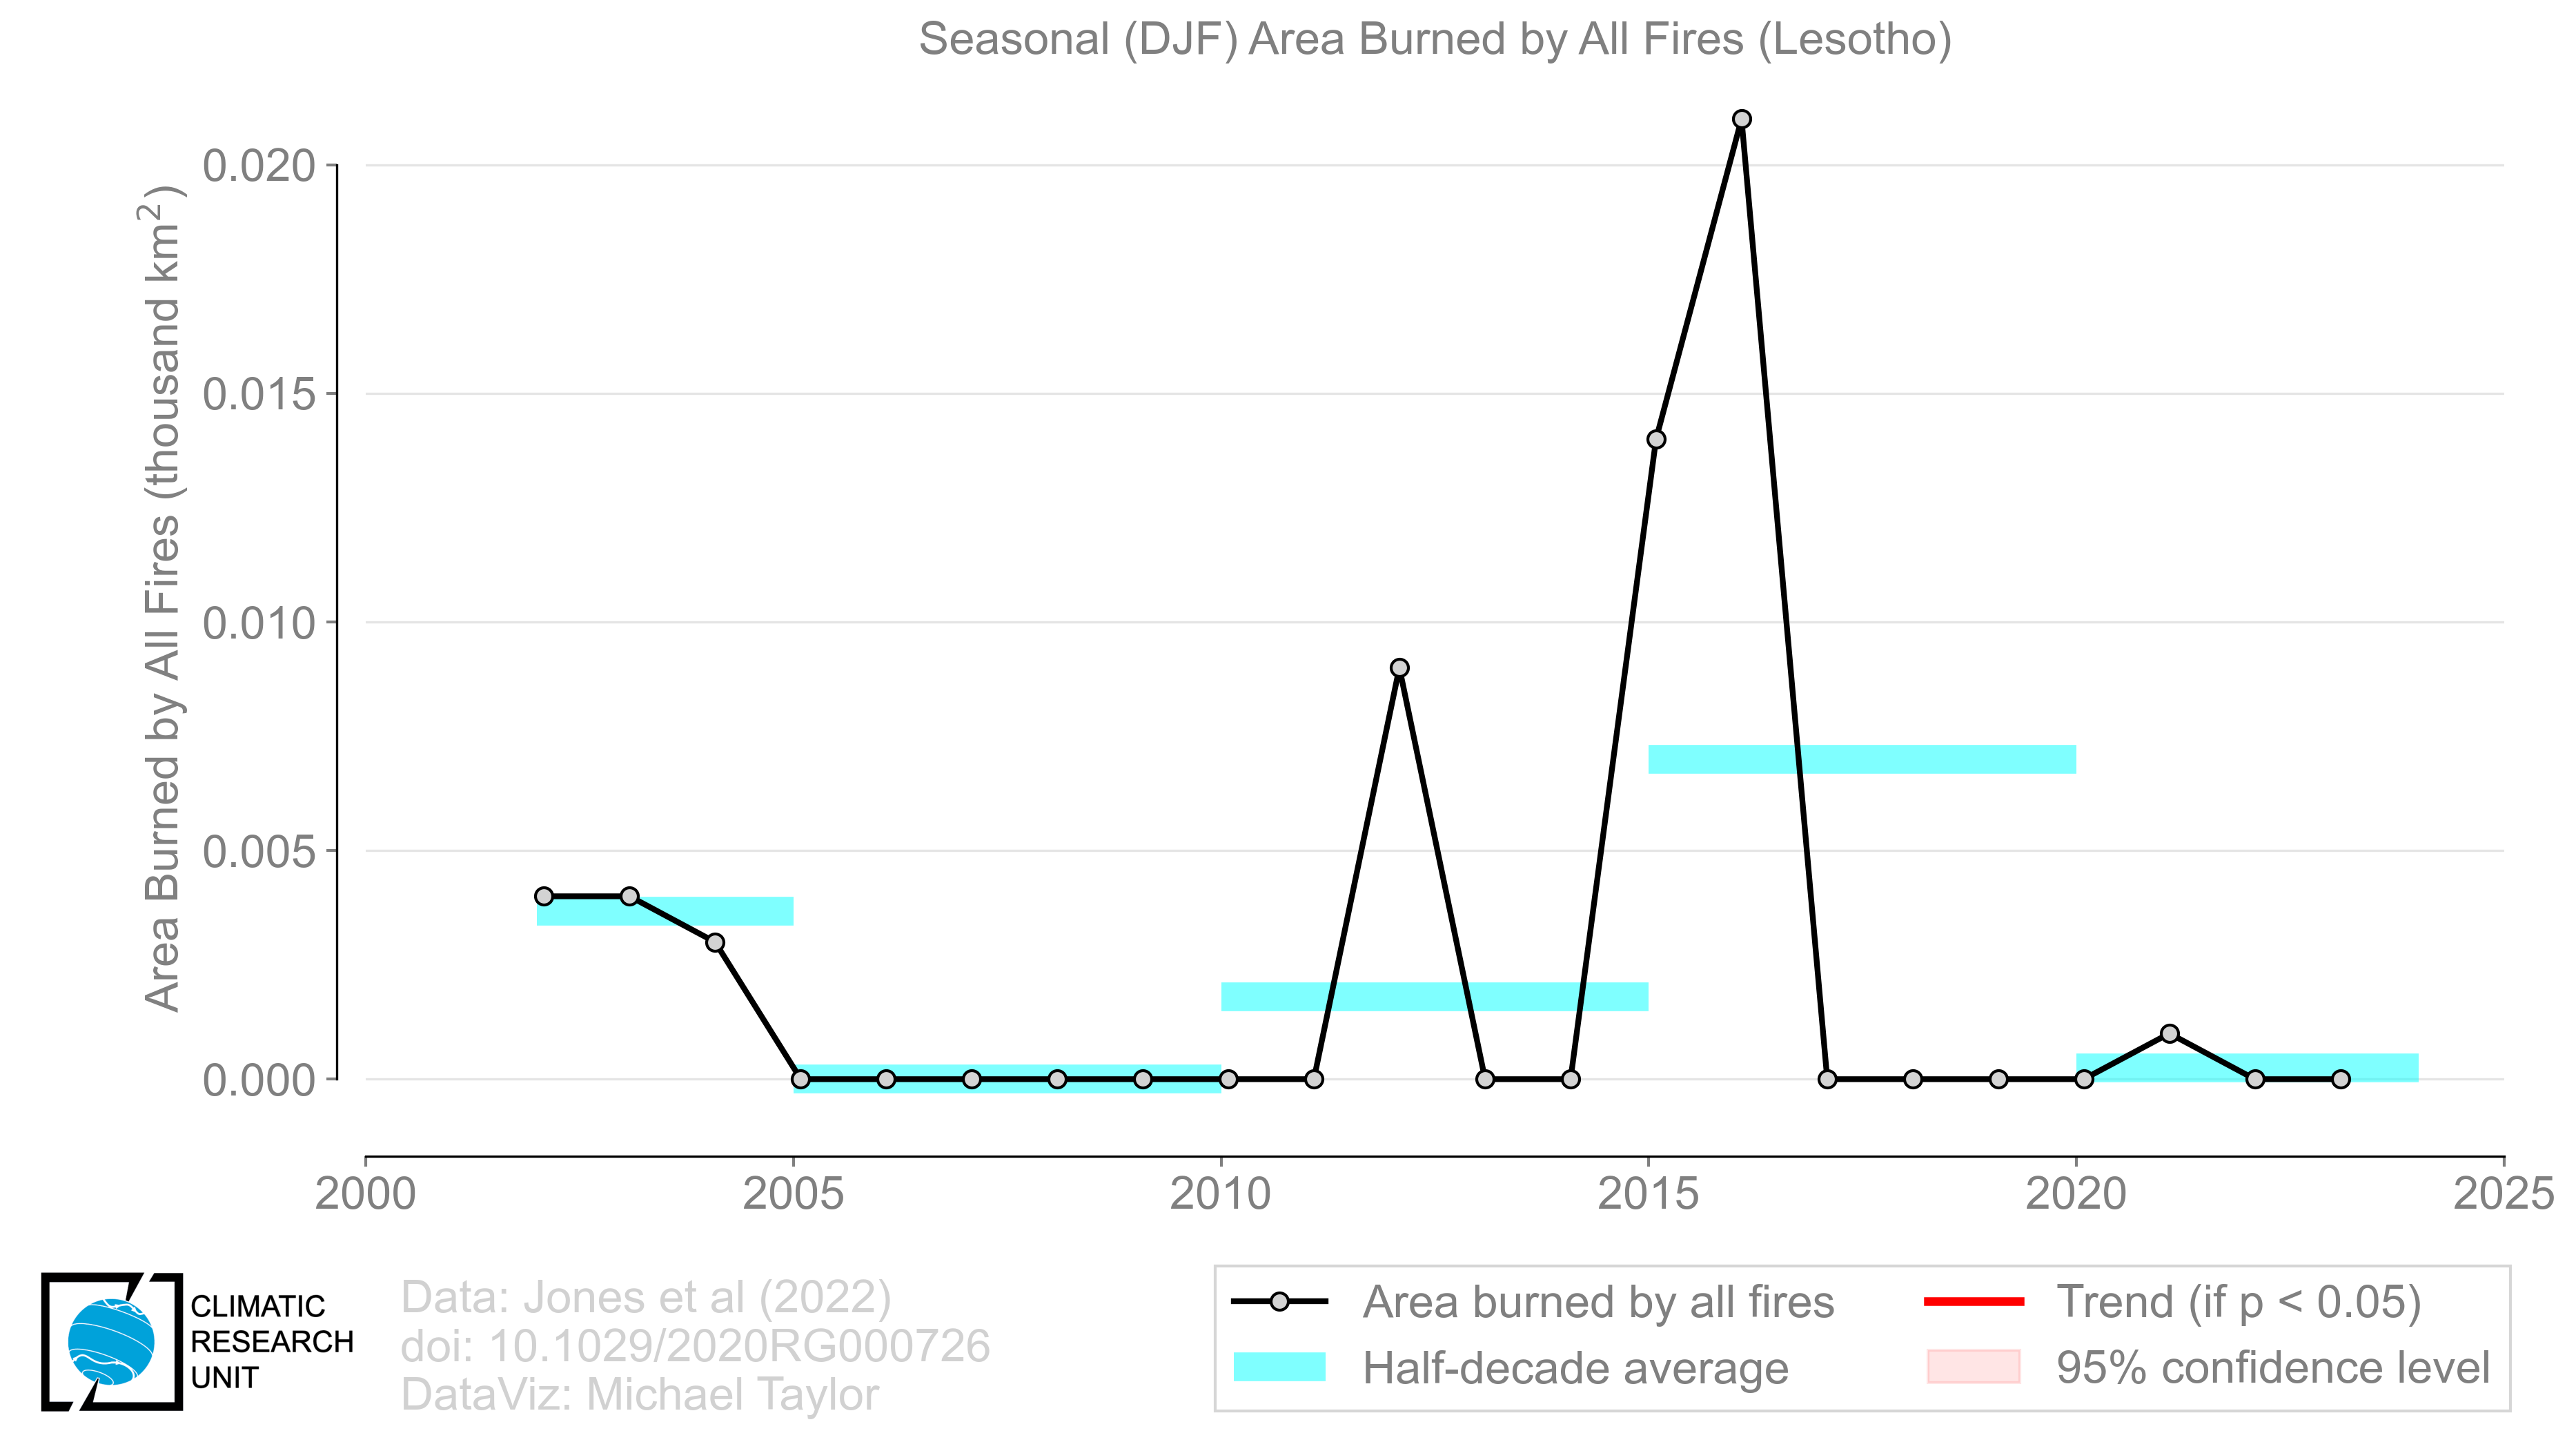 Seasonal (DJF) Area Burned by All Fires (Lesotho)
Area Burned by All Fires (thousand km²)
0.020
0.015
0.010
0.005
0.000
2000
2005
2010
2015
2020
2025
CLIMATIC
RESEARCH
UNIT
Data: Jones et al (2022)
doi: 10.1029/2020RG000726
DataViz: Michael Taylor
Area burned by all fires
Half-decade average
Trend (if p < 0.05)
95% confidence level